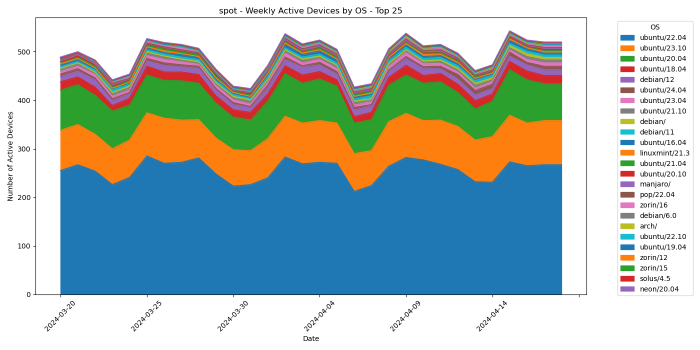 spot - Weekly Active Devices by OS - Top 25
Number of Active Devices
500
400
300
200
100
0
2024-03-20
2024-03-25
2024-03-30
2024-04-04
2024-04-09
2024-04-14
Date
OS
ubuntu/22.04
ubuntu/23.10
ubuntu/20.04
ubuntu/18.04
debian/12
ubuntu/24.04
ubuntu/23.04
ubuntu/21.10
debian/
debian/11
ubuntu/16.04
linuxmint/21.3
ubuntu/21.04
ubuntu/20.10
manjaro/
pop/22.04
zorin/16
debian/6.0
arch/
ubuntu/22.10
ubuntu/19.04
zorin/12
zorin/15
solus/4.5
neon/20.04